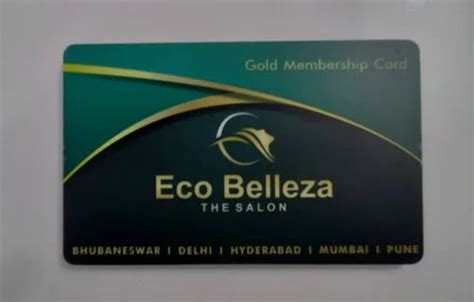 Gold Membership Card
Eco Belleza
THE SALON
BHUBANESWAR I DELHI I HYDERABAD I MUMBAI I PUNE